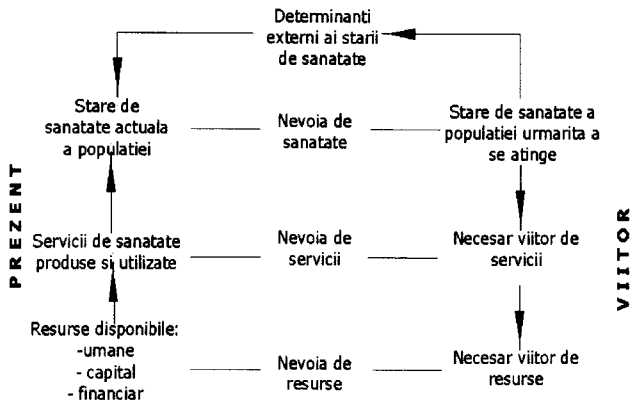 Determinanti
externi ai starii
de sanatate
Stare de
sanatate actuala
a populatiei
Nevoia de
sanatate
Stare de sanatate a
populatiei urmarita a
se atinge
PREZENT
Servicii de sanatate
produse si utilizate
Nevoia de
servicii
Necesar viitor de
servicii
VIITOR
Resurse disponibile:
-umane
- capital
- financiar
Nevoia de
resurse
Necesar viitor de
resurse